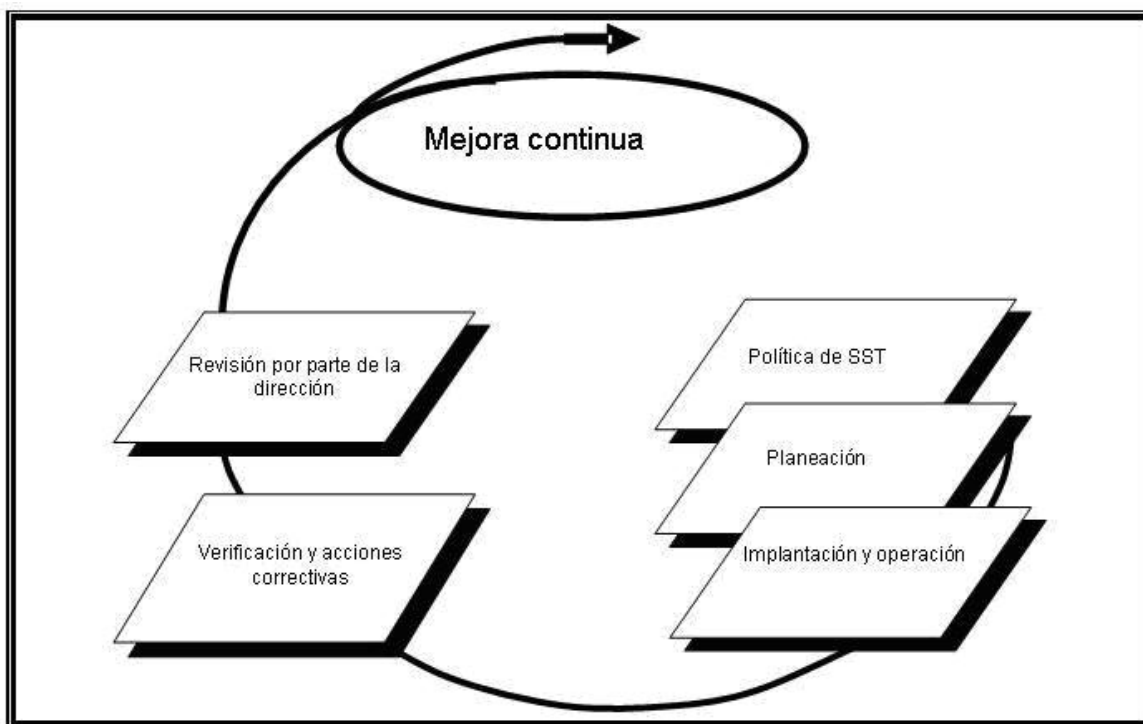 Mejora continua
Política de SST
Planeación
Implantación y operación
Verificación y acciones
correctivas
Revisión por parte de la
dirección